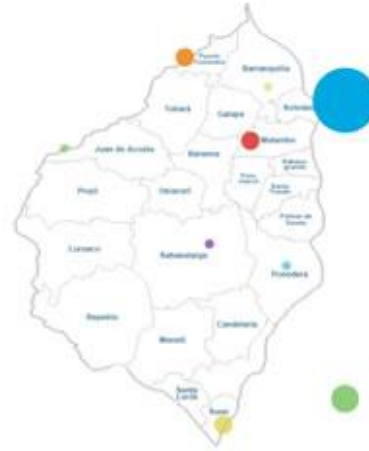 Puerto
Colombia
Barranquilla
Tubará
Galapa
Soledad
Malambo
Juan de Acosta
Baranoa
Sabana
grande
Polo
nuevo
Santo
Tomás
Piojó
Usiacurí
Palmar de
Varela
Luruaco
Sabanalarga
Ponedera
Repelón
Candelaria
Manatí
Santa
Lucía
Suan